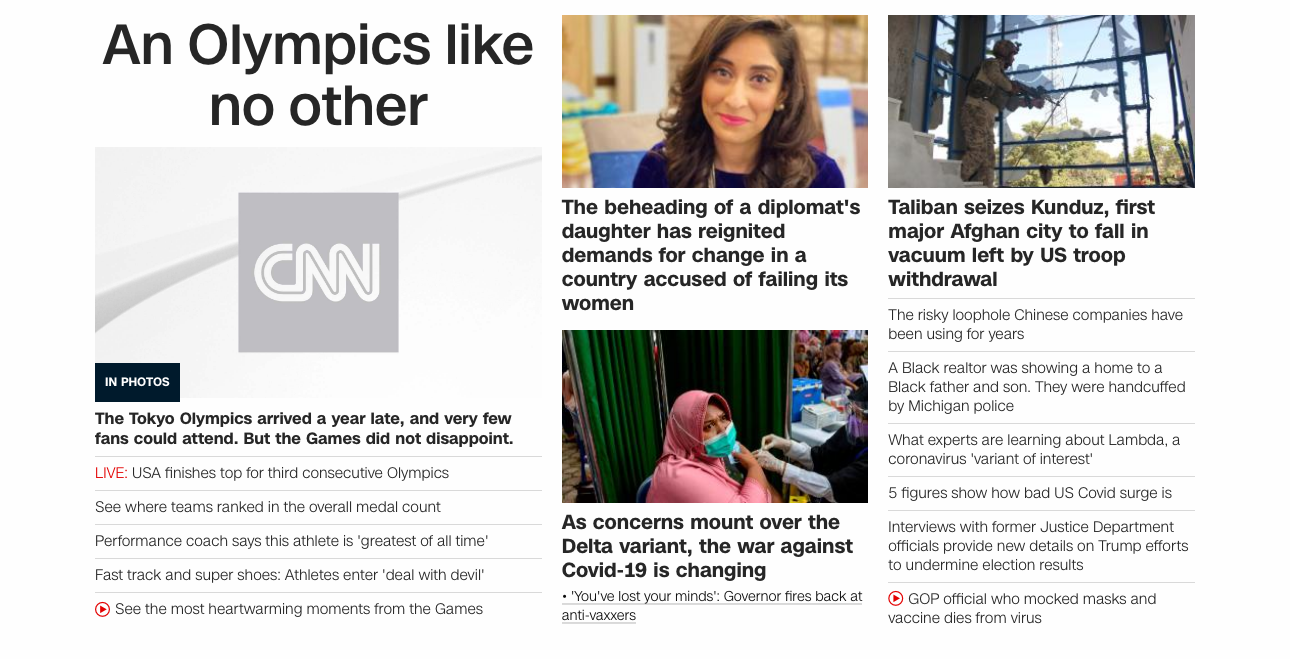 An Olympics like
no other
CNN
IN PHOTOS
The Tokyo Olympics arrived a year late, and very few
fans could attend. But the Games did not disappoint.
LIVE: USA finishes top for third consecutive Olympics
See where teams ranked in the overall medal count
Performance coach says this athlete is 'greatest of all time'
Fast track and super shoes: Athletes enter 'deal with devil'
See the most heartwarming moments from the Games
The beheading of a diplomat's
daughter has reignited
demands for change in a
country accused of failing its
women
As concerns mount over the
Delta variant, the war against
Covid-19 is changing
• 'You've lost your minds': Governor fires back at
anti-vaxxers
Taliban seizes Kunduz, first
major Afghan city to fall in
vacuum left by US troop
withdrawal
The risky loophole Chinese companies have
been using for years
A Black realtor was showing a home to a
Black father and son. They were handcuffed
by Michigan police
What experts are learning about Lambda, a
coronavirus 'variant of interest'
5 figures show how bad US Covid surge is
Interviews with former Justice Department
officials provide new details on Trump efforts
to undermine election results
GOP official who mocked masks and
vaccine dies from virus